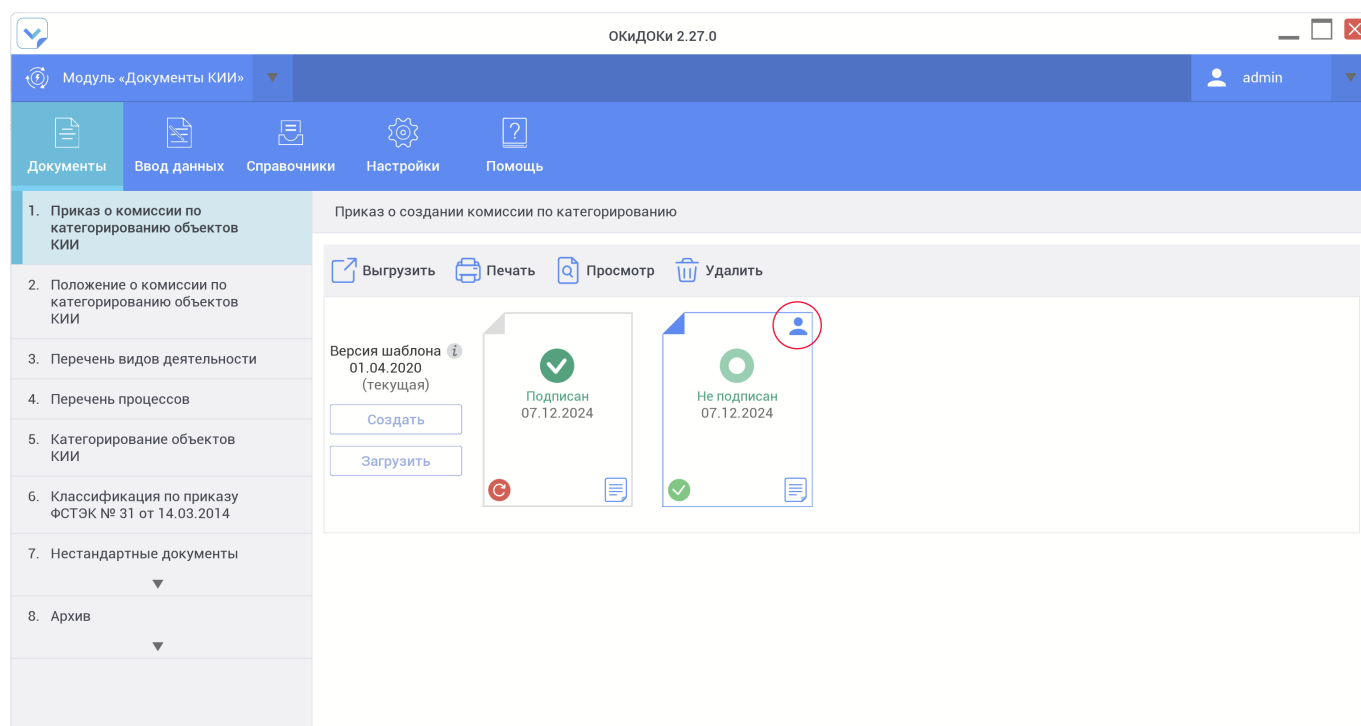 ОКиДОКи 2.27.0
Модуль «Документы КИИ»
admin
Документы
Ввод данных
Справочники
Настройки
Помощь
1. Приказ о комиссии по
категорированию объектов
КИИ
2. Положение о комиссии по
категорированию объектов
КИИ
3. Перечень видов деятельности
4. Перечень процессов
5. Категорирование объектов
КИИ
6. Классификация по приказу
ФСТЭК № 31 от 14.03.2014
7. Нестандартные документы
8. Архив
Приказ о создании комиссии по категорированию
Выгрузить
Печать
Просмотр
Удалить
Версия шаблона
01.04.2020
(текущая)
Создать
Загрузить
Подписан
07.12.2024
Не подписан
07.12.2024